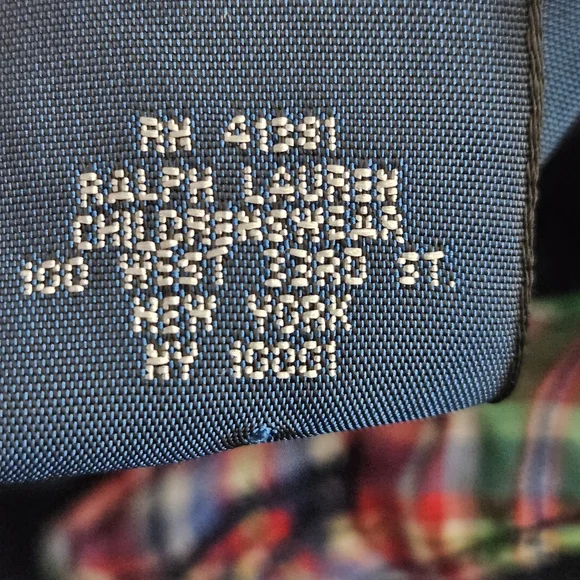 RN 41381
RALPH LAUREN
CHILDRENSWEAR
100 WEST 33RD ST.
NEW YORK
NY 10001